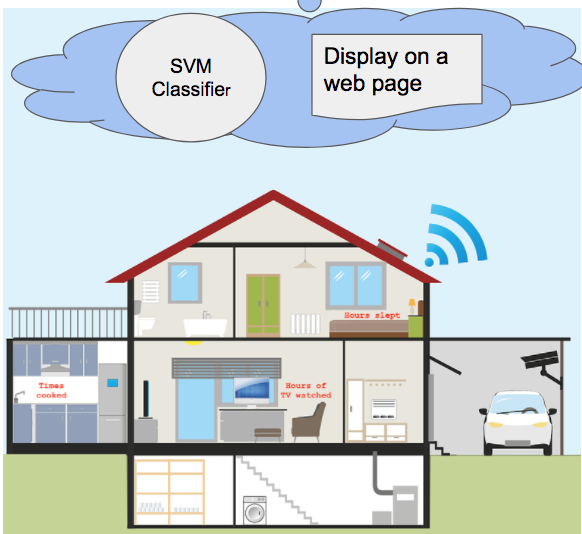 SVM
Classifier
Display on a
web page
Hours slept
Times
cooked
Hours of
TV watched